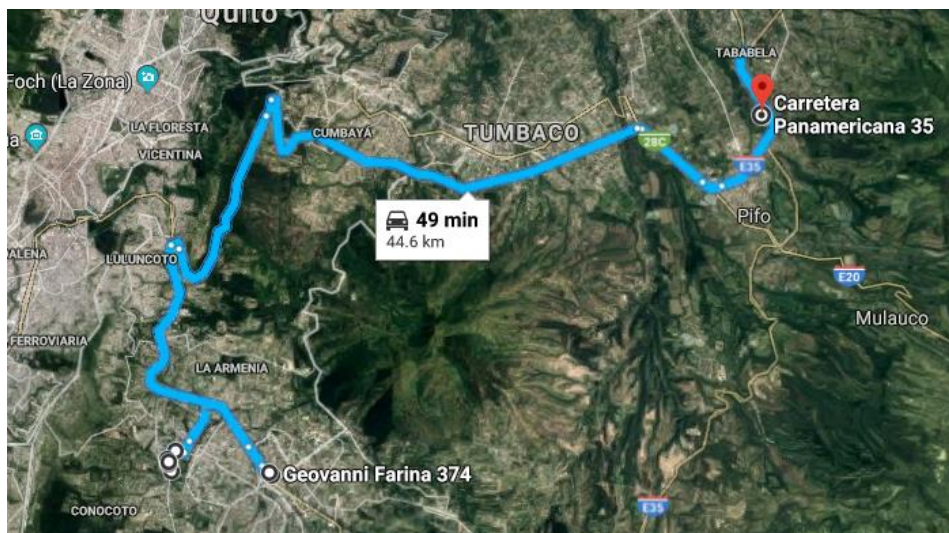 Quito
Foch (La Zona)
LA FLORESTA
VICENTINA
CUMBAYÁ
TUMBACO
TABABELA
Carretera
Panamericana 35
28C
E35
49 min
44.6 km
Pifo
E20
LULUNCOTO
Mulauco
FERROVIARIA
LA ARMENIA
Geovanni Farina 374
CONOCOTO
E35